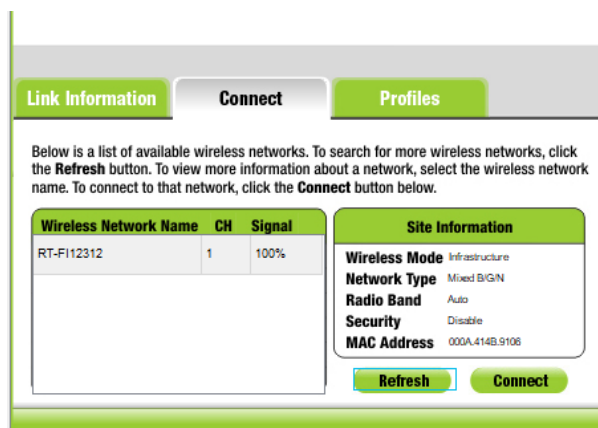 Link Information Connect Profiles
Below is a list of available wireless networks. To search for more wireless networks, click
the Refresh button. To view more information about a network, select the wireless network
name. To connect to that network, click the Connect button below.
Wireless Network Name CH Signal
RT-FI12312 1 100%
Site Information
Wireless Mode Infrastructure
Network Type Mixed B/G/N
Radio Band Auto
Security Disable
MAC Address 000A.414B.9106
Refresh Connect